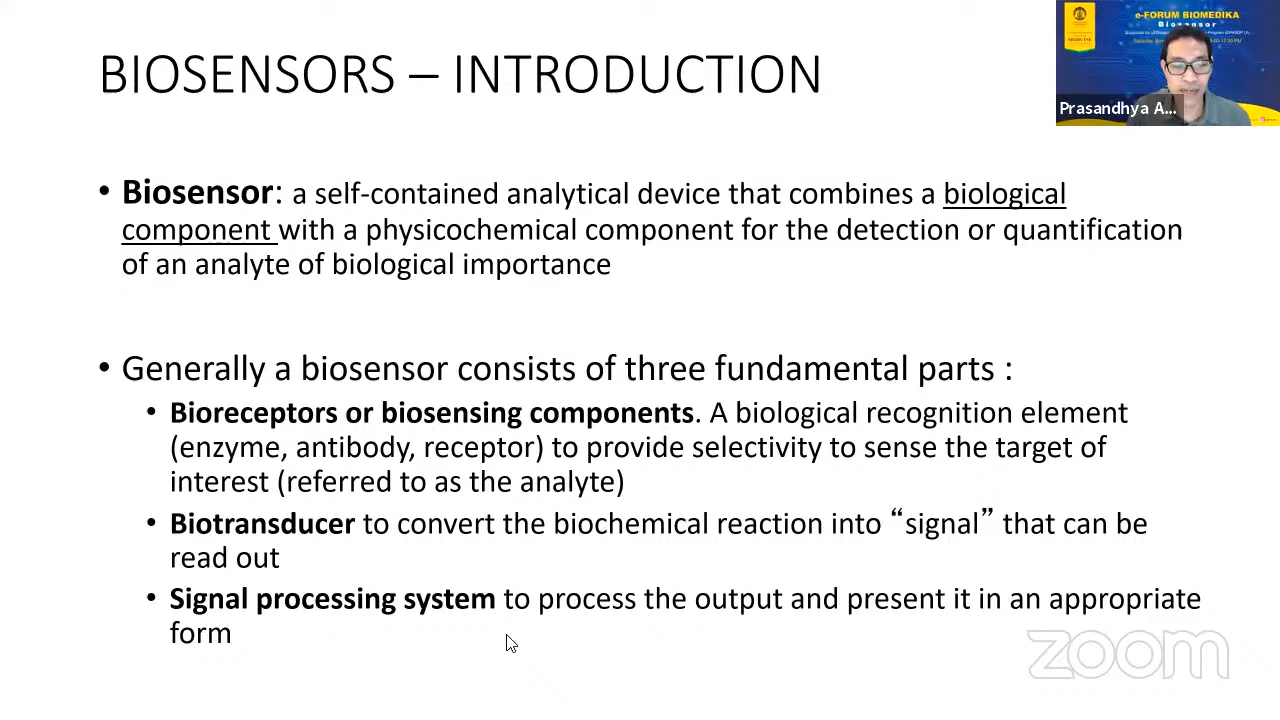 BIOSENSORS – INTRODUCTION
e-FORUM BIOMEDIKA
Biosensor
Prasandhya A...
• Biosensor: a self-contained analytical device that combines a biological
component with a physicochemical component for the detection or quantification
of an analyte of biological importance
• Generally a biosensor consists of three fundamental parts :
• Bioreceptors or biosensing components. A biological recognition element
(enzyme, antibody, receptor) to provide selectivity to sense the target of
interest (referred to as the analyte)
• Biotransducer to convert the biochemical reaction into “signal” that can be
read out
• Signal processing system to process the output and present it in an appropriate
form
zoom